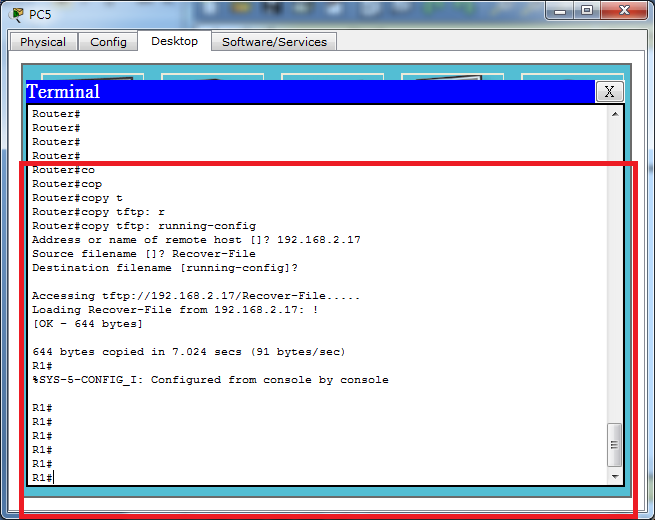 PC5
Physical Config Desktop Software/Services
Terminal X
Router#
Router#
Router#
Router#
Router#co
Router#cop
Router#copy t
Router#copy tftp: r
Router#copy tftp: running-config
Address or name of remote host []? 192.168.2.17
Source filename []? Recover-File
Destination filename [running-config]?
Accessing tftp://192.168.2.17/Recover-File.....
Loading Recover-File from 192.168.2.17: !
[OK - 644 bytes]
644 bytes copied in 7.024 secs (91 bytes/sec)
R1#
%SYS-5-CONFIG_I: Configured from console by console
R1#
R1#
R1#
R1#
R1#
R1#